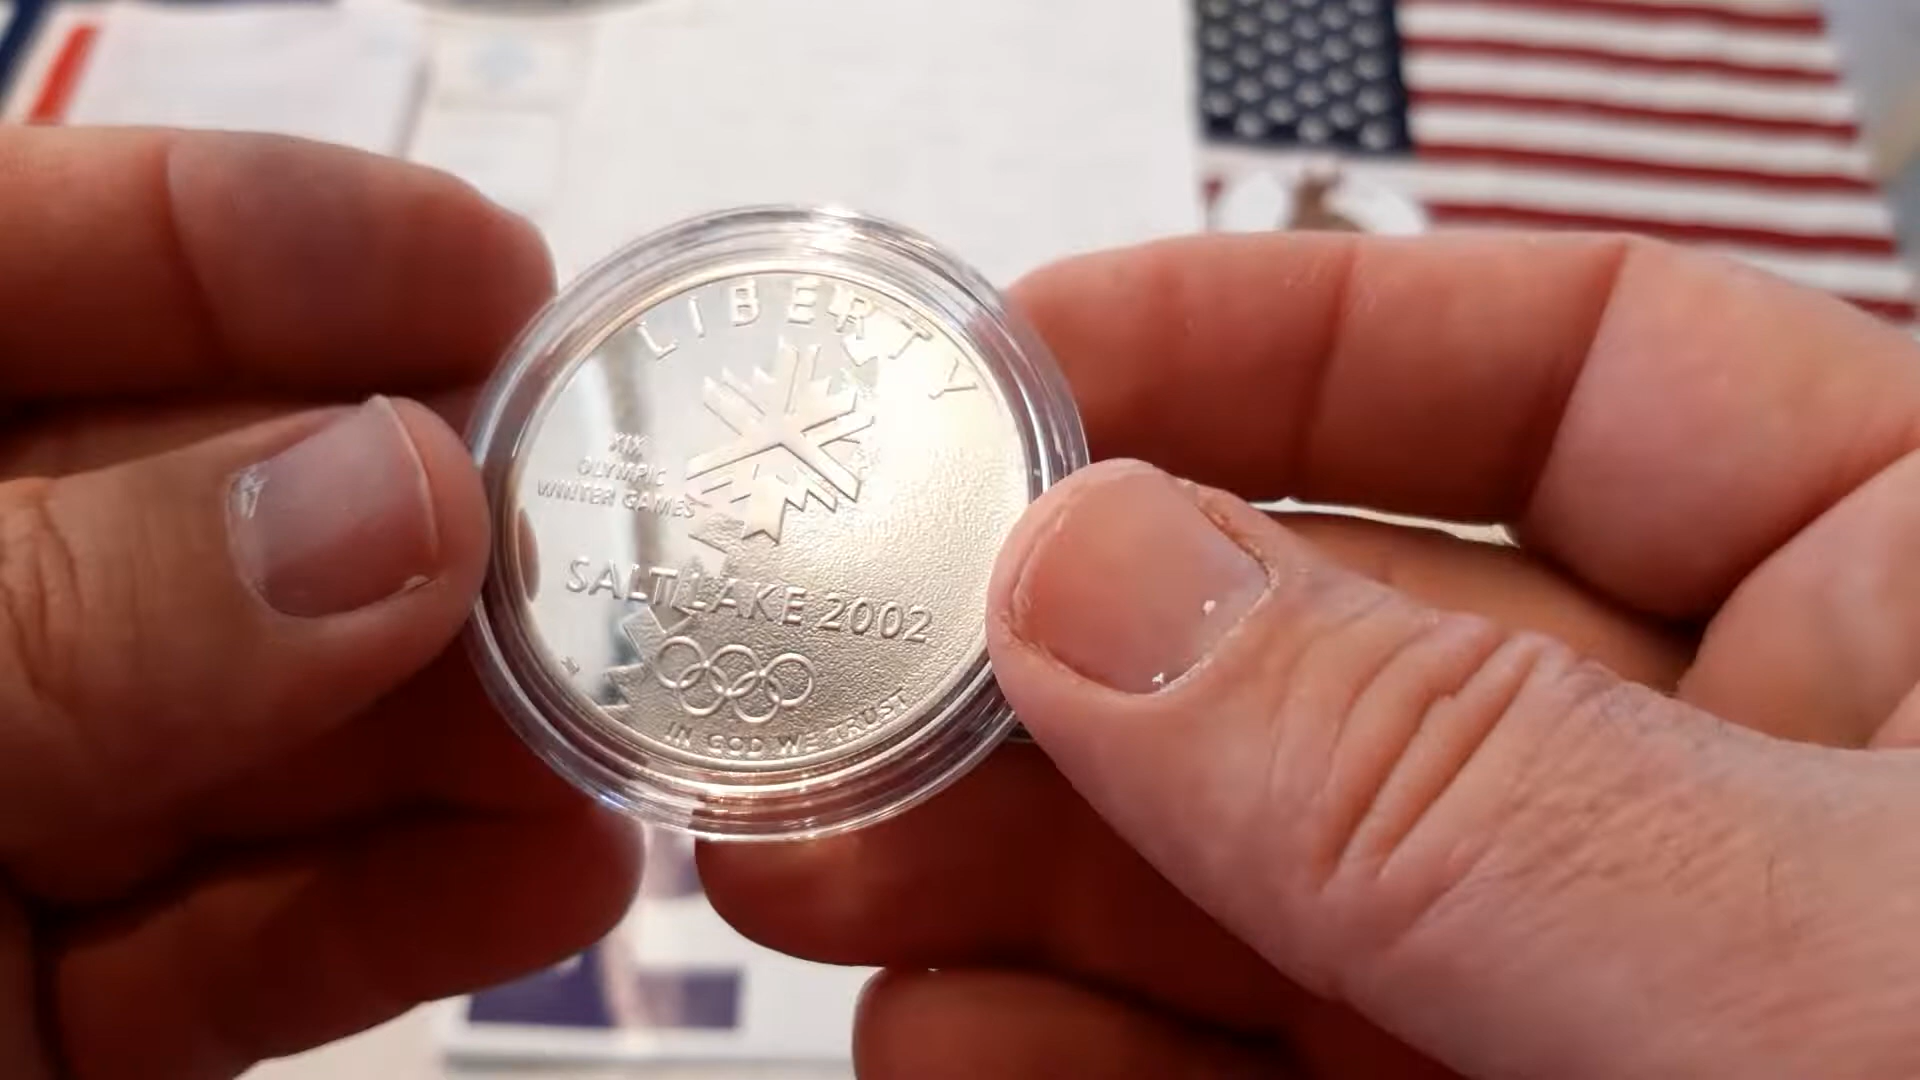 LIBERTY
XIX
OLYMPIC
WINTER GAMES
SALT LAKE 2002
IN GOD WE TRUST